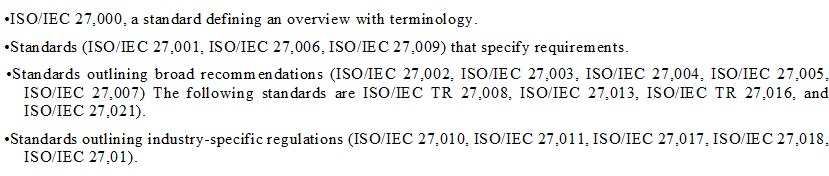 •ISO/IEC 27,000, a standard defining an overview with terminology.
•Standards (ISO/IEC 27,001, ISO/IEC 27,006, ISO/IEC 27,009) that specify requirements.
•Standards outlining broad recommendations (ISO/IEC 27,002, ISO/IEC 27,003, ISO/IEC 27,004, ISO/IEC 27,005,
ISO/IEC 27,007) The following standards are ISO/IEC TR 27,008, ISO/IEC 27,013, ISO/IEC TR 27,016, and
ISO/IEC 27,021).
•Standards outlining industry-specific regulations (ISO/IEC 27,010, ISO/IEC 27,011, ISO/IEC 27,017, ISO/IEC 27,018,
ISO/IEC 27,01).